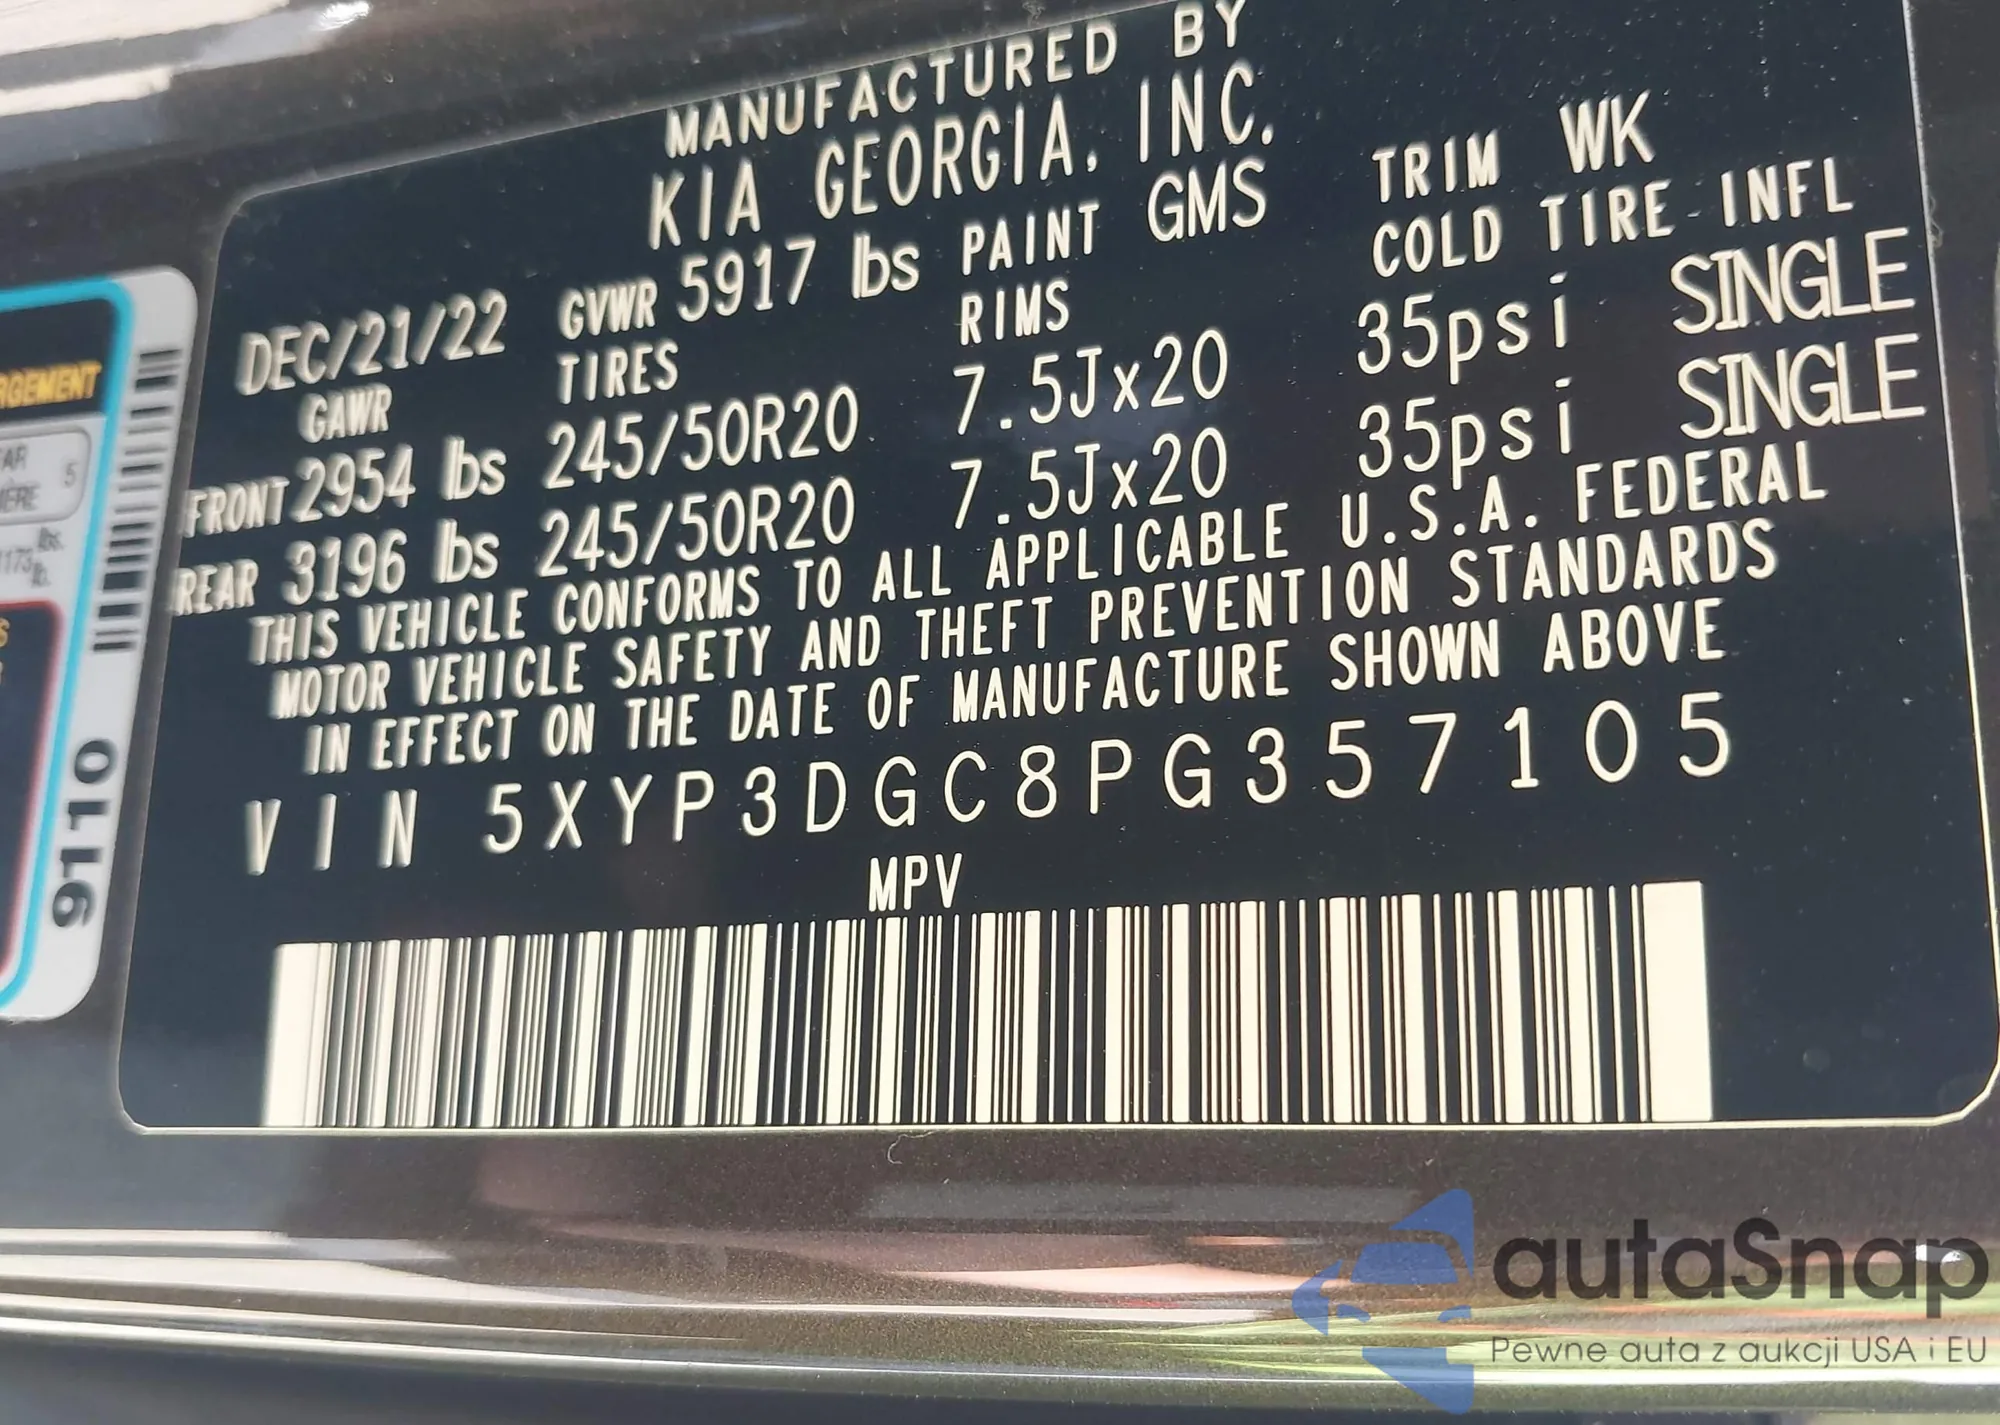 MANUFACTURED BY
KIA GEORGIA, INC.
DEC/21/22 GVWR 5917 lbs PAINT GMS TRIM WK
GAWR TIRES RIMS COLD TIRE INFL
FRONT 2954 lbs 245/50R20 7.5Jx20 35psi SINGLE
REAR 3196 lbs 245/50R20 7.5Jx20 35psi SINGLE
THIS VEHICLE CONFORMS TO ALL APPLICABLE U.S.A. FEDERAL
MOTOR VEHICLE SAFETY AND THEFT PREVENTION STANDARDS
IN EFFECT ON THE DATE OF MANUFACTURE SHOWN ABOVE
VIN 5XYP3DGC8PG357105
MPV
9110
5
lbs.
lb.
autaSnap
Pewne auta z aukcji USA i EU